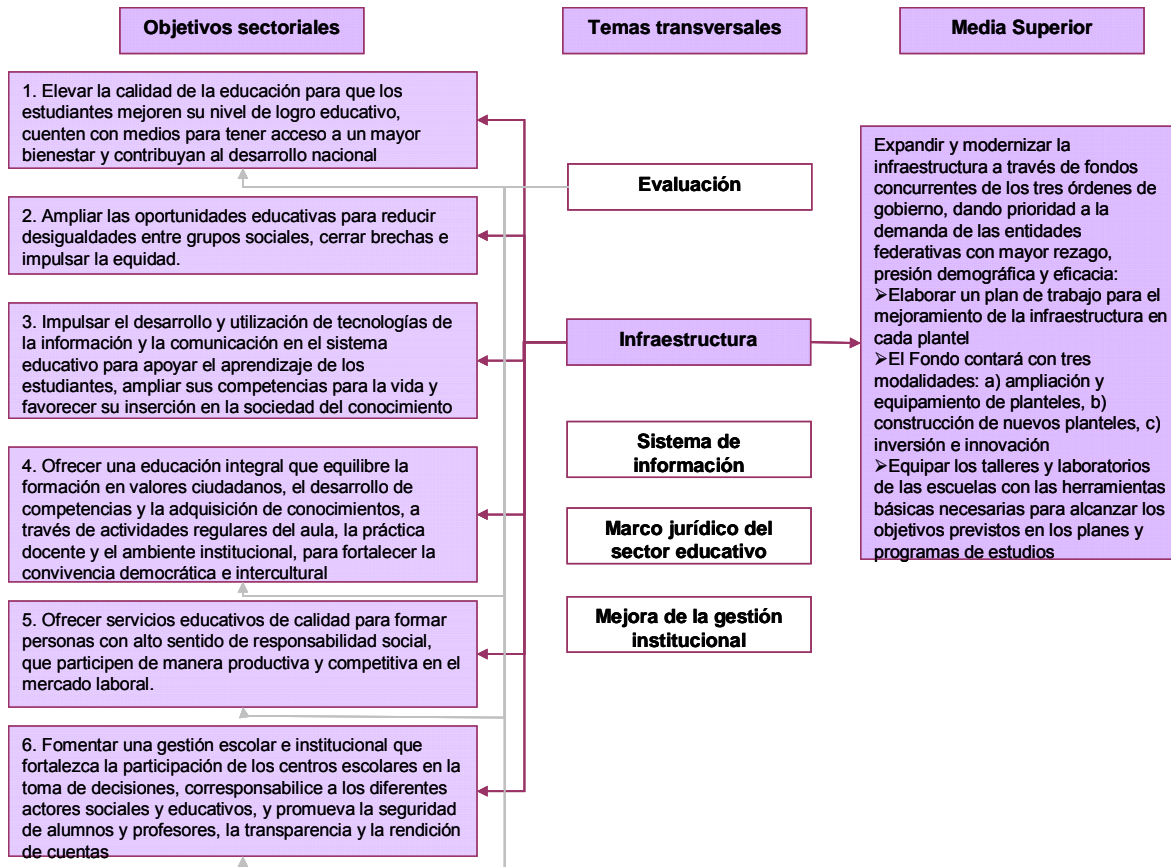 Objetivos sectoriales
Temas transversales
Media Superior
1. Elevar la calidad de la educación para que los
estudiantes mejoren su nivel de logro educativo,
cuenten con medios para tener acceso a un mayor
bienestar y contribuyan al desarrollo nacional
2. Ampliar las oportunidades educativas para reducir
desigualdades entre grupos sociales, cerrar brechas e
impulsar la equidad.
3. Impulsar el desarrollo y utilización de tecnologías de
la información y la comunicación en el sistema
educativo para apoyar el aprendizaje de los
estudiantes, ampliar sus competencias para la vida y
favorecer su inserción en la sociedad del conocimiento
4. Ofrecer una educación integral que equilibre la
formación en valores ciudadanos, el desarrollo de
competencias y la adquisición de conocimientos, a
través de actividades regulares del aula, la práctica
docente y el ambiente institucional, para fortalecer la
convivencia democrática e intercultural
5. Ofrecer servicios educativos de calidad para formar
personas con alto sentido de responsabilidad social,
que participen de manera productiva y competitiva en el
mercado laboral.
6. Fomentar una gestión escolar e institucional que
fortalezca la participación de los centros escolares en la
toma de decisiones, corresponsabilice a los diferentes
actores sociales y educativos, y promueva la seguridad
de alumnos y profesores, la transparencia y la rendición
de cuentas
Evaluación
Infraestructura
Sistema de
información
Marco jurídico del
sector educativo
Mejora de la gestión
institucional
Expandir y modernizar la
infraestructura a través de fondos
concurrentes de los tres órdenes de
gobierno, dando prioridad a la
demanda de las entidades
federativas con mayor rezago,
presión demográfica y eficacia:
➢Elaborar un plan de trabajo para el
mejoramiento de la infraestructura en
cada plantel
➢El Fondo contará con tres
modalidades: a) ampliación y
equipamiento de planteles, b)
construcción de nuevos planteles, c)
inversión e innovación
➢Equipar los talleres y laboratorios
de las escuelas con las herramientas
básicas necesarias para alcanzar los
objetivos previstos en los planes y
programas de estudios